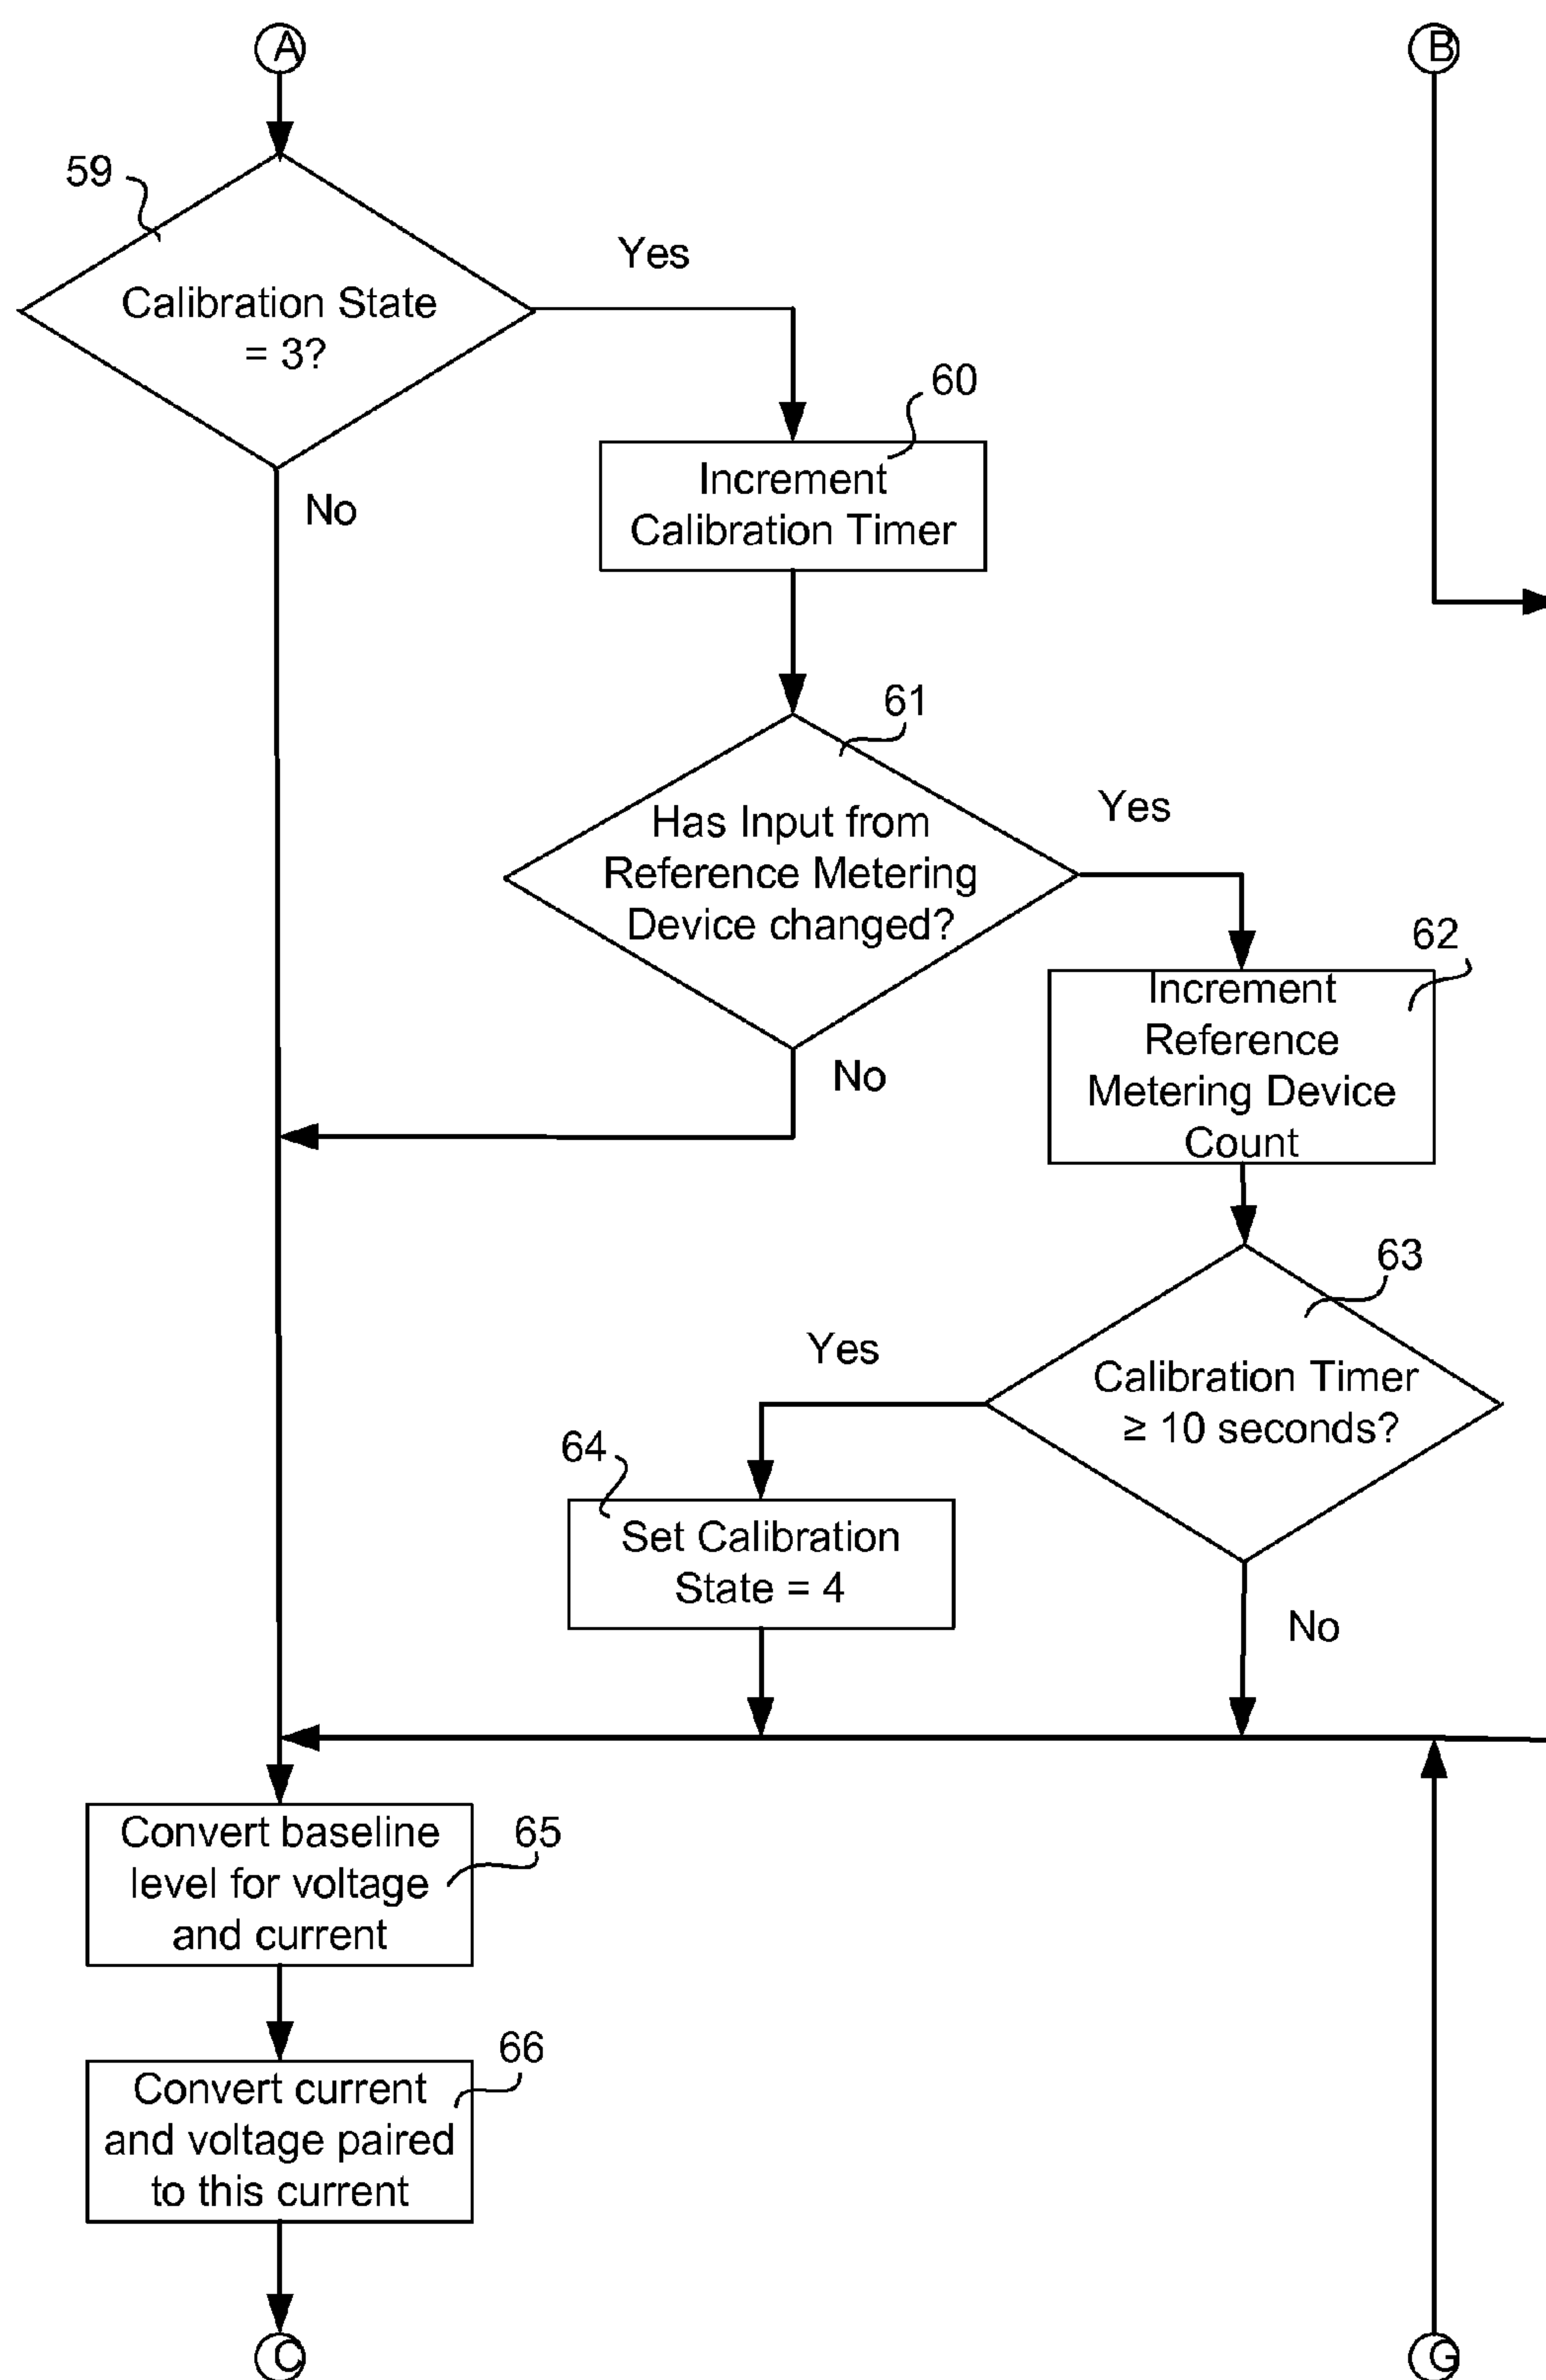 A
B
59
Calibration State
= 3?
Yes
No
60
Increment
Calibration Timer
61
Has Input from
Reference Metering
Device changed?
Yes
No
62
Increment
Reference
Metering Device
Count
63
Calibration Timer
≥ 10 seconds?
Yes
No
64
Set Calibration
State = 4
65
Convert baseline
level for voltage
and current
66
Convert current
and voltage paired
to this current
C
G